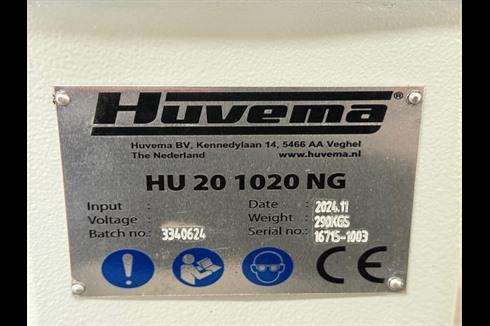 Huvema®
Huvema BV, Kennedylaan 14, 5466 AA Veghel
The Nederland www.huvema.nl
HU 20 1020 NG
Input : Date : 2024.11
Voltage : Weight : 290KGS
Batch no.: 3340624 Serial no.: 16715-1003
CE